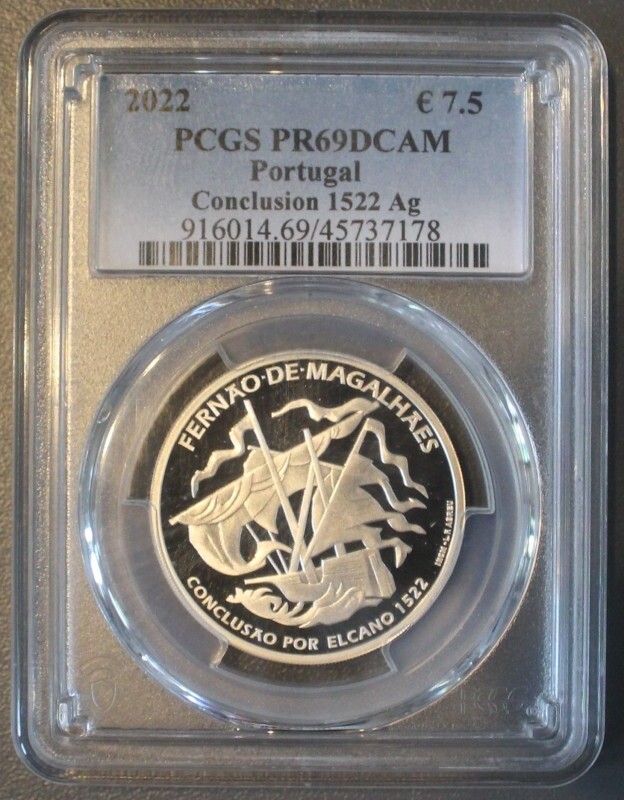 2022 € 7.5
PCGS PR69DCAM
Portugal
Conclusion 1522 Ag
916014.69/45737178
FERNÃO·DE·MAGALHÃES
CONCLUSÃO POR ELCANO 1522